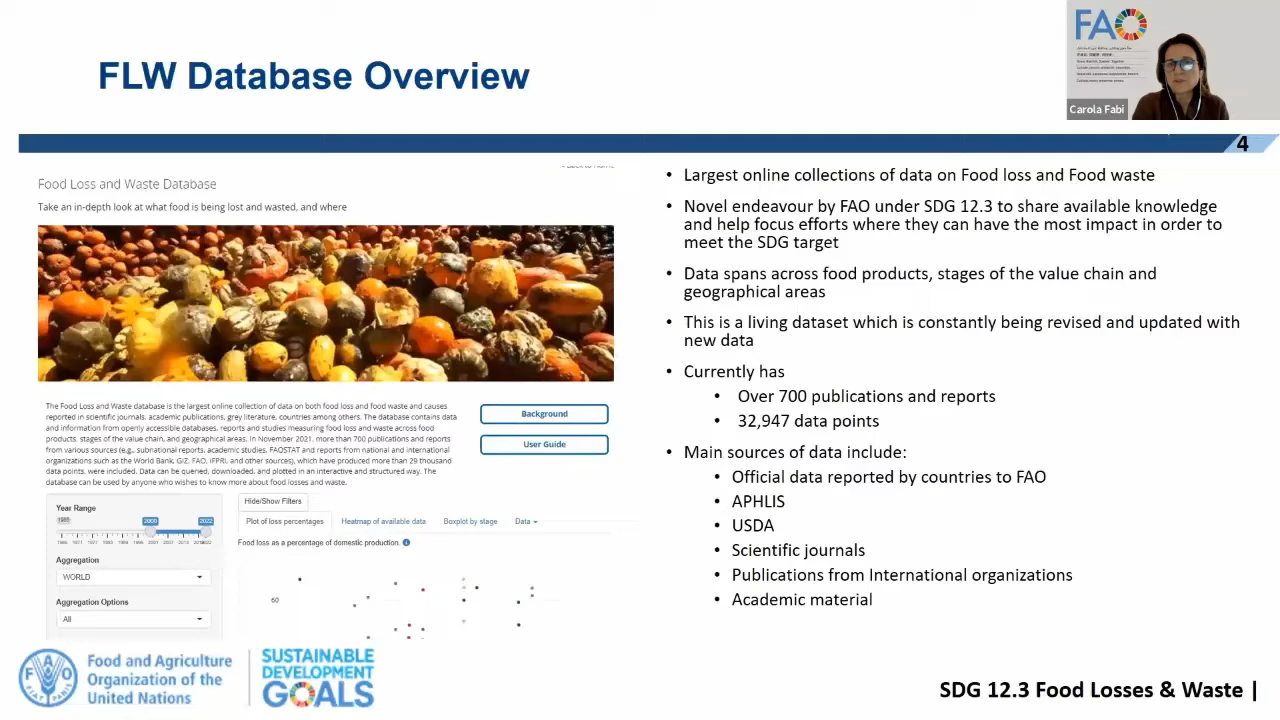 FLW Database Overview
FAO
Carola Fabi
4
Food Loss and Waste Database
Take an in-depth look at what food is being lost and wasted, and where
The Food Loss and Waste database is the largest online collection of data on both food loss and food waste and causes
reported in scientific journals, academic publications, grey literature, countries among others. The database contains data
and information from openly accessible databases, reports and studies measuring food loss and waste across food
products, stages of the value chain, and geographical areas. In November 2021, more than 700 publications and reports
from various sources (e.g., subnational reports, academic studies, FAOSTAT and reports from national and international
organizations such as the World Bank, GIZ, FAO, IFPRI, and other sources), which have produced more than 29 thousand
data points, were included. Data can be queried, downloaded, and plotted in an interactive and structured way. The
database can be used by anyone who wishes to know more about food losses and waste.
Background
User Guide
Year Range
2000
2022
Aggregation
WORLD
Aggregation Options
All
Hide/Show Filters
Plot of loss percentages
Heatmap of available data
Boxplot by stage
Data
Food loss as a percentage of domestic production.
60
• Largest online collections of data on Food loss and Food waste
• Novel endeavour by FAO under SDG 12.3 to share available knowledge
and help focus efforts where they can have the most impact in order to
meet the SDG target
• Data spans across food products, stages of the value chain and
geographical areas
• This is a living dataset which is constantly being revised and updated with
new data
• Currently has
• Over 700 publications and reports
• 32,947 data points
• Main sources of data include:
• Official data reported by countries to FAO
• APHLIS
• USDA
• Scientific journals
• Publications from International organizations
• Academic material
Food and Agriculture
Organization of the
United Nations
SUSTAINABLE
DEVELOPMENT
GOALS
SDG 12.3 Food Losses & Waste |